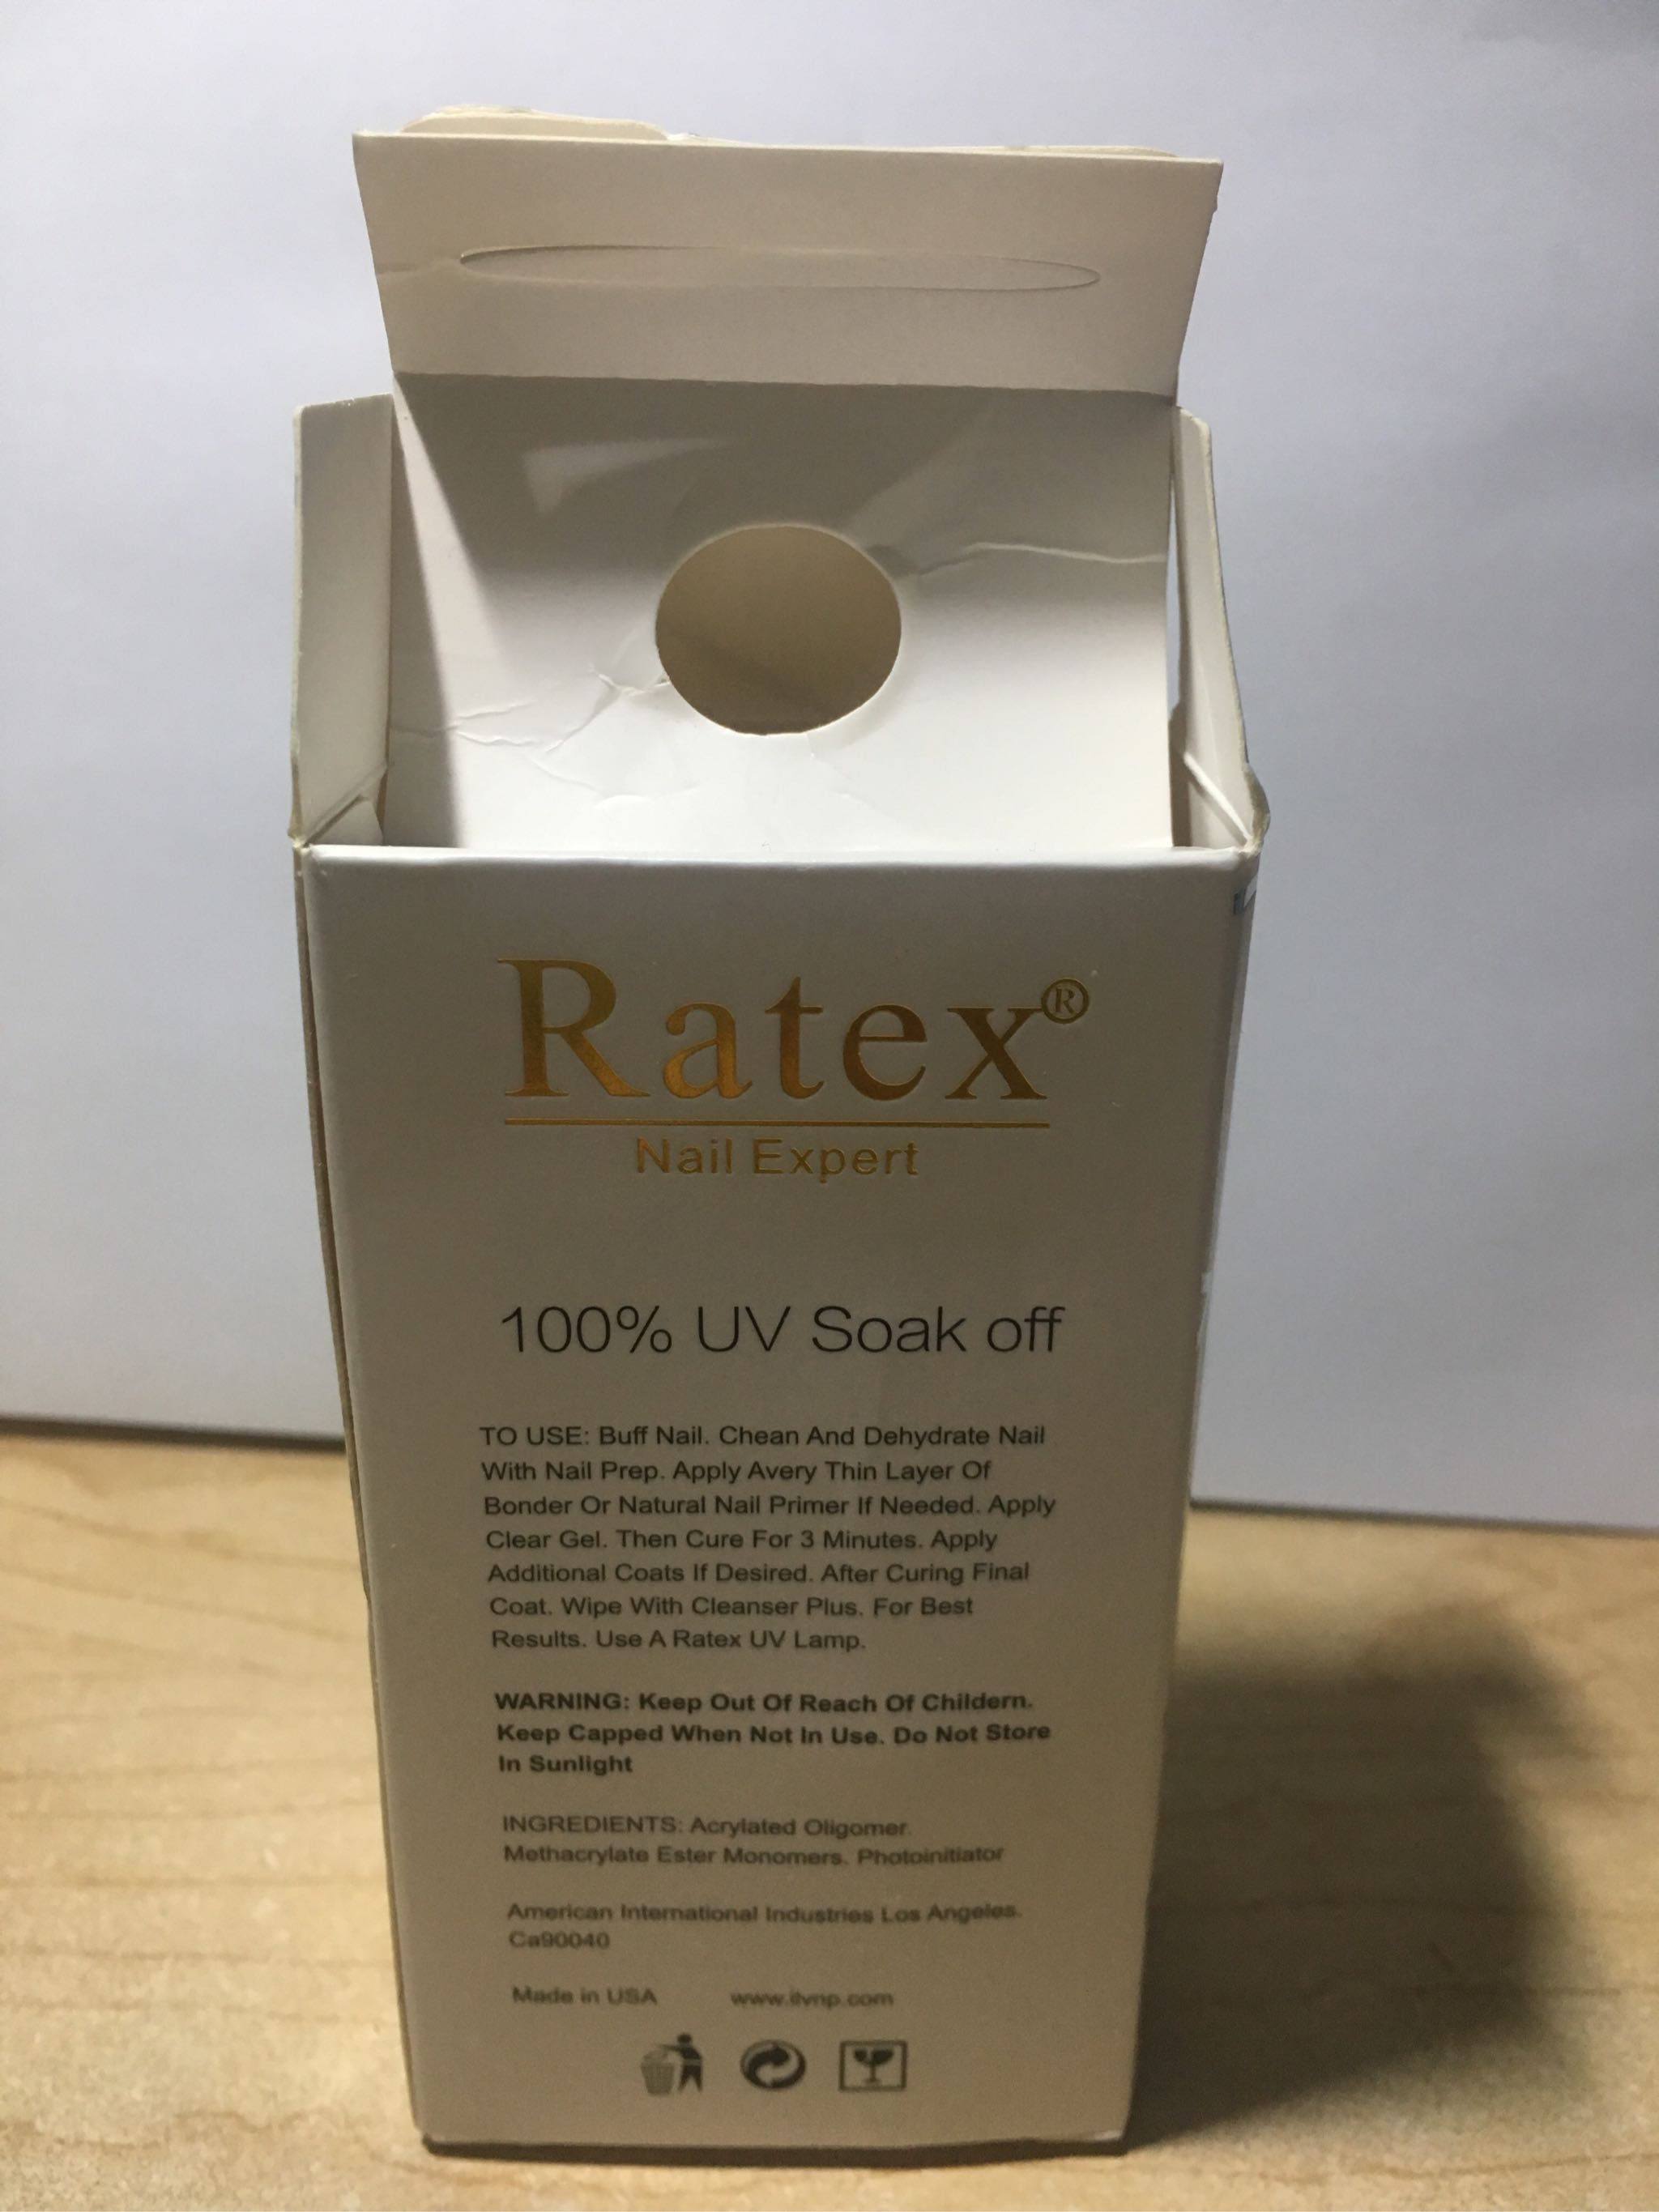 Ratex®
Nail Expert
100% UV Soak off
TO USE: Buff Nail. Chean And Dehydrate Nail
With Nail Prep. Apply Avery Thin Layer Of
Bonder Or Natural Nail Primer If Needed. Apply
Clear Gel. Then Cure For 3 Minutes. Apply
Additional Coats If Desired. After Curing Final
Coat. Wipe With Cleanser Plus. For Best
Results. Use A Ratex UV Lamp.
WARNING: Keep Out Of Reach Of Childern.
Keep Capped When Not In Use. Do Not Store
In Sunlight
INGREDIENTS: Acrylated Oligomer.
Methacrylate Ester Monomers. Photoinitiator
American International Industries Los Angeles.
Ca90040
Made in USA